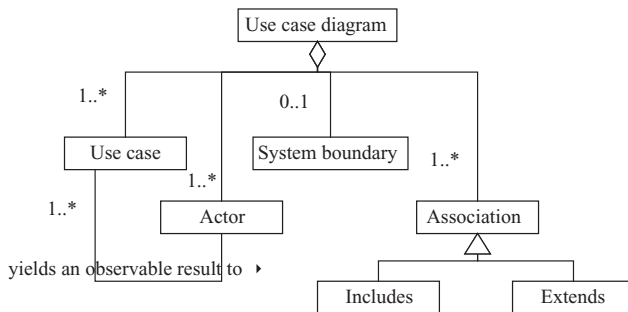 Use case diagram
1..*
0..1
Use case
System boundary
1..*
1..*
1..*
Actor
Association
yields an observable result to
Includes
Extends